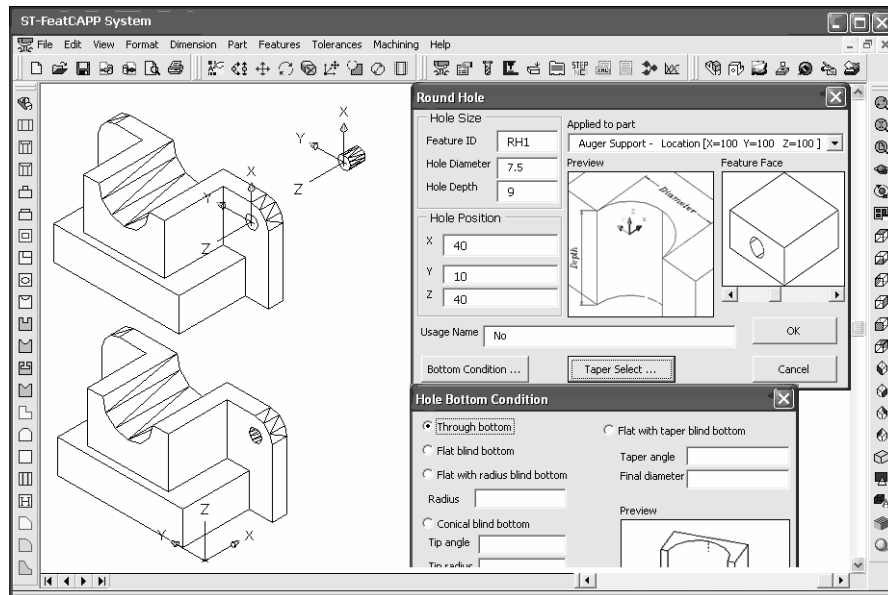 ST-FeatCAPP System
File Edit View Format Dimension Part Features Tolerances Machining Help
Round Hole
Hole Size
Feature ID RH1
Hole Diameter 7.5
Hole Depth 9
Applied to part
Auger Support - Location [X=100 Y=100 Z=100 ]
Preview
Feature Face
Diameter
Depth
Z
X
Hole Position
X 40
Y 10
Z 40
Usage Name No
OK
Bottom Condition ...
Taper Select ...
Cancel
Hole Bottom Condition
Through bottom
Flat blind bottom
Flat with radius blind bottom
Radius
Conical blind bottom
Tip angle
Tip radius
Flat with taper blind bottom
Taper angle
Final diameter
Preview
X
Y
Z
X
Y
Z
Z
Y
X